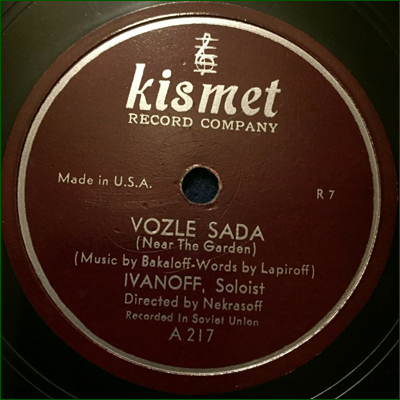 kismet
RECORD COMPANY
Made in U.S.A.
R 7
VOZLE SADA
(Near The Garden)
(Music by Bakaloff-Words by Lapiroff)
IVANOFF, Soloist
Directed by Nekrasoff
Recorded In Soviet Union
A 217